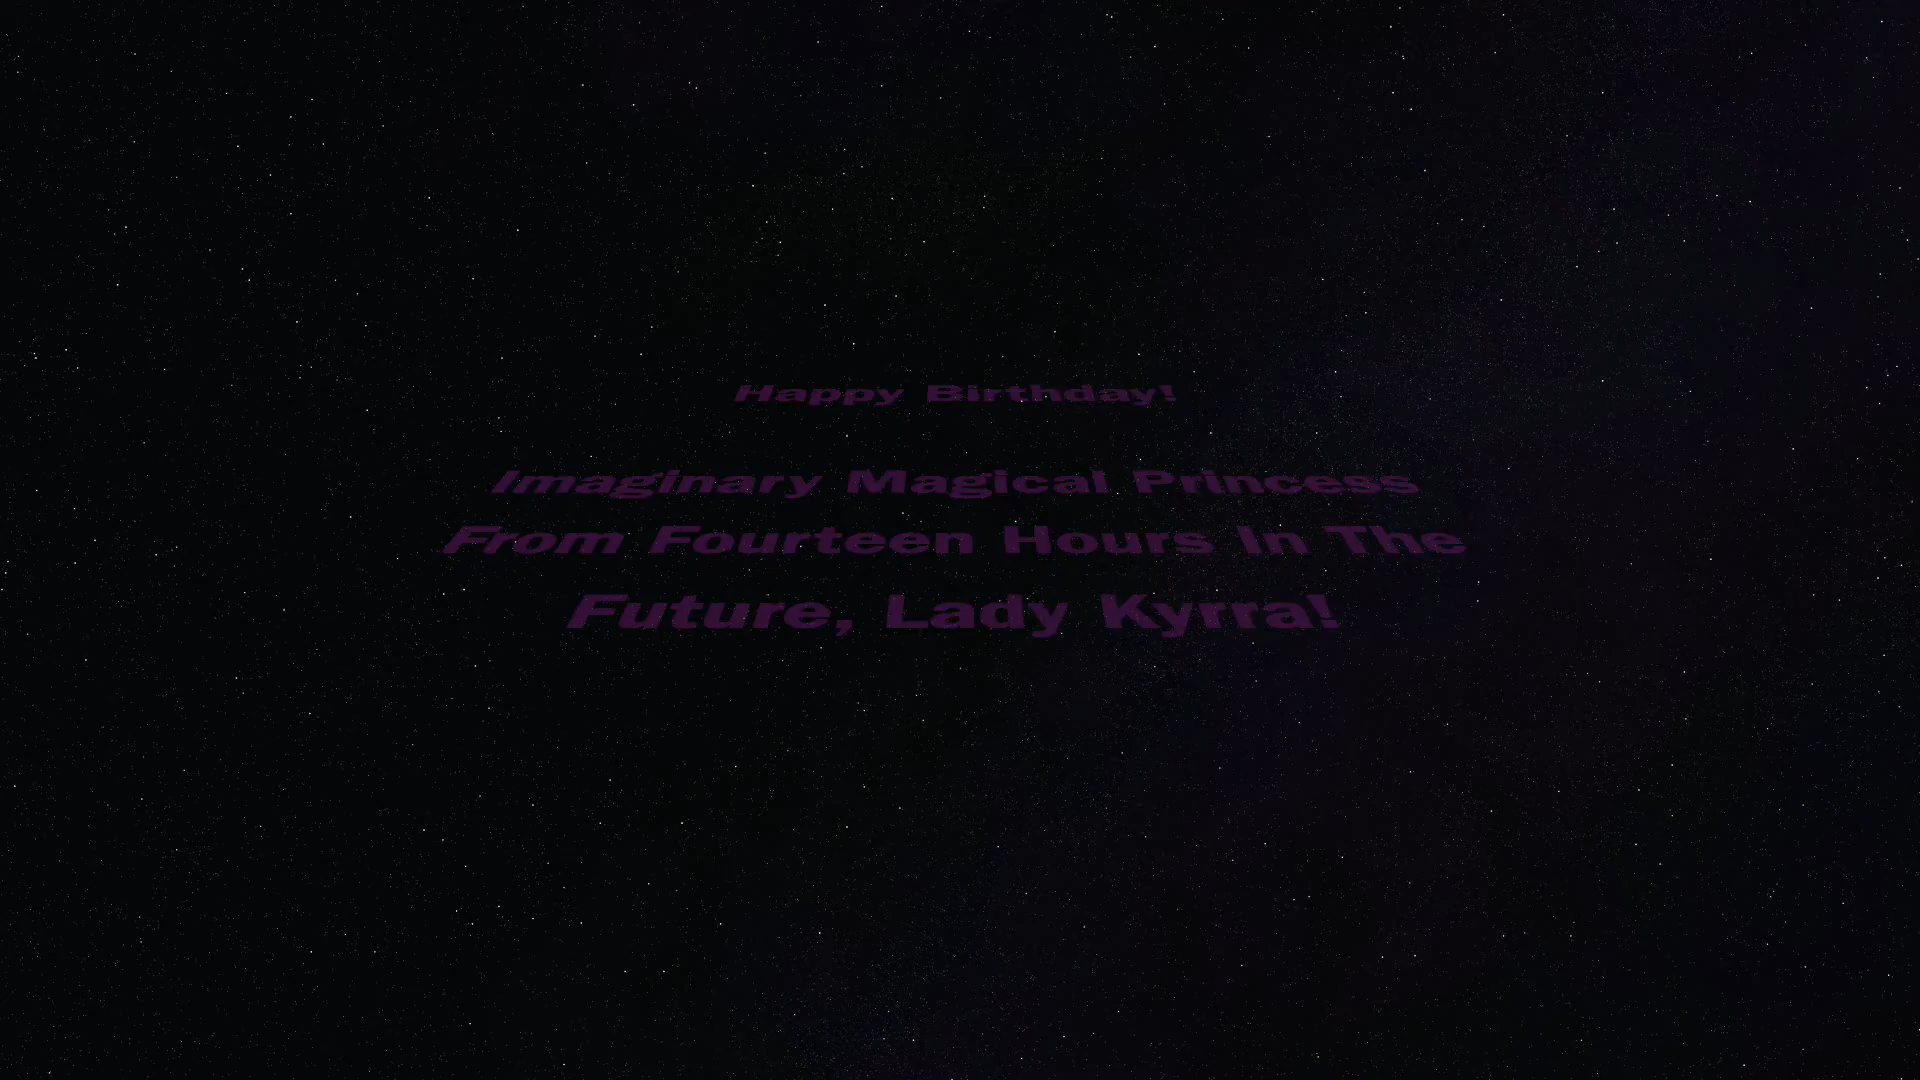 Happy Birthday!
Imaginary Magical Princess
From Fourteen Hours In The
Future, Lady Kyrra!